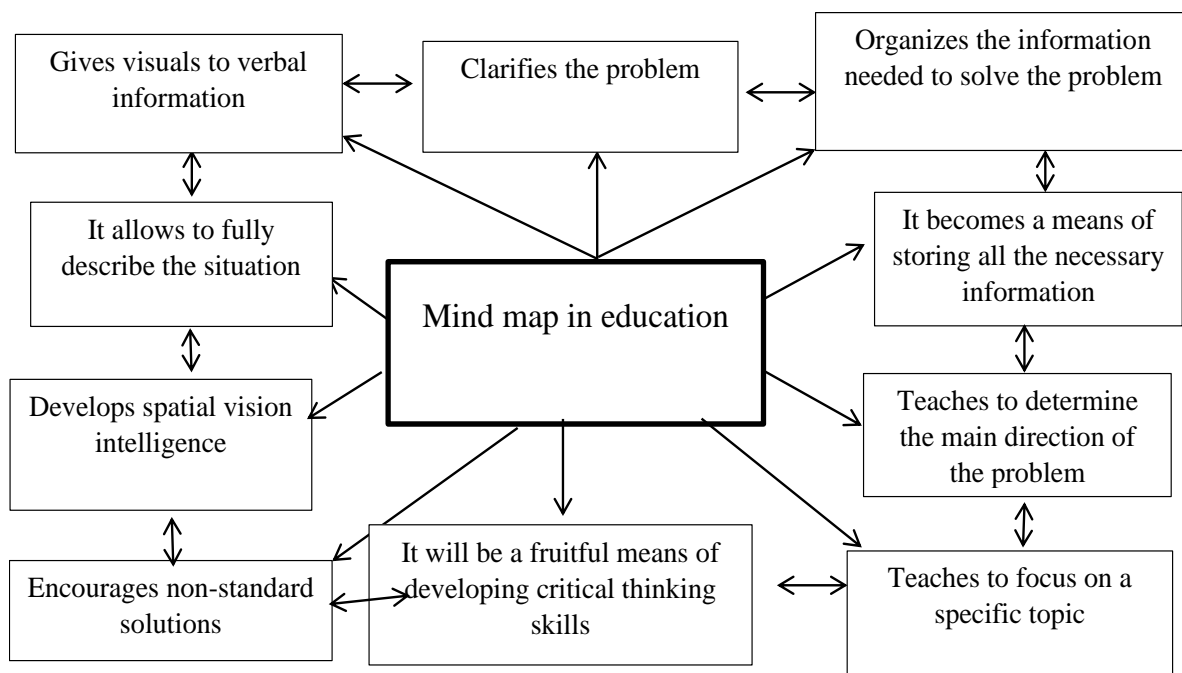 Gives visuals to verbal
information
Clarifies the problem
Organizes the information
needed to solve the problem
It allows to fully
describe the situation
Mind map in education
It becomes a means of
storing all the necessary
information
Develops spatial vision
intelligence
Teaches to determine
the main direction of
the problem
Encourages non-standard
solutions
It will be a fruitful means of
developing critical thinking
skills
Teaches to focus on a
specific topic